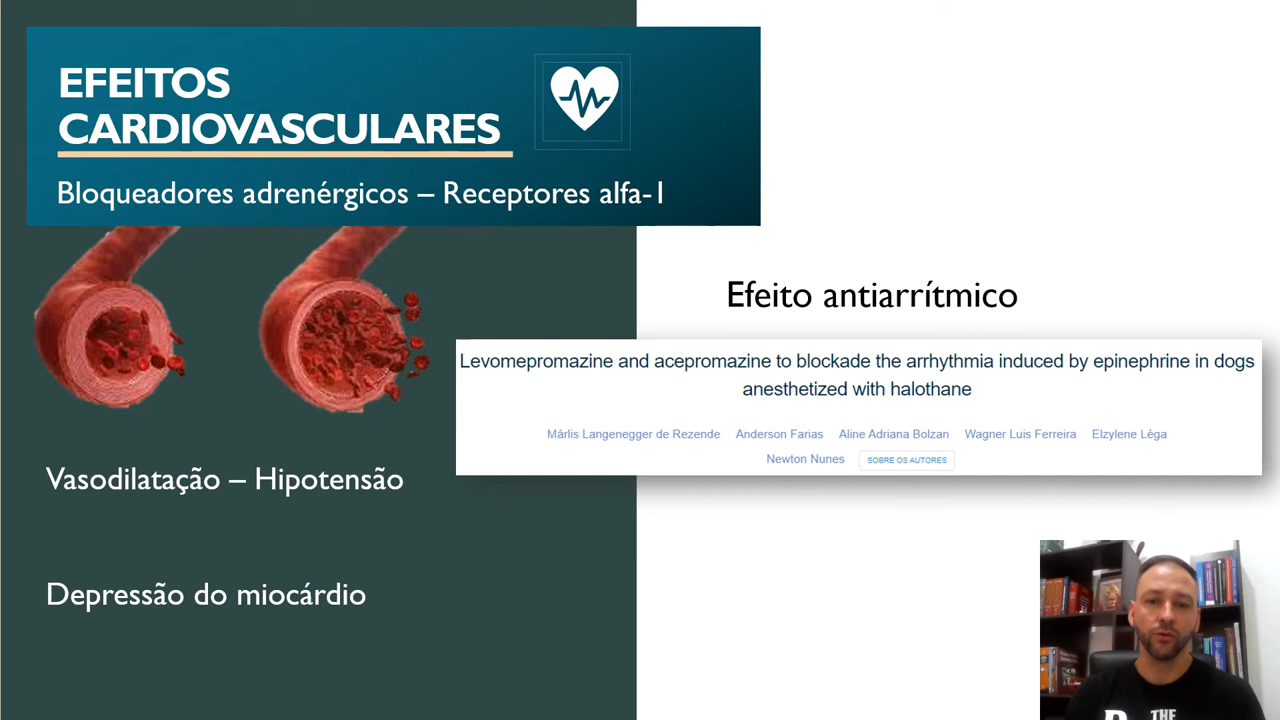 EFEITOS
CARDIOVASCULARES
Bloqueadores adrenérgicos – Receptores alfa-1
Efeito antiarrítmico
Levomepromazine and acepromazine to blockade the arrhythmia induced by epinephrine in dogs
anesthetized with halothane
Márlis Langenegger de Rezende Anderson Farias Aline Adriana Bolzan Wagner Luis Ferreira Elzylene Léga
Newton Nunes SOBRE OS AUTORES
Vasodilatação – Hipotensão
Depressão do miocárdio
THE